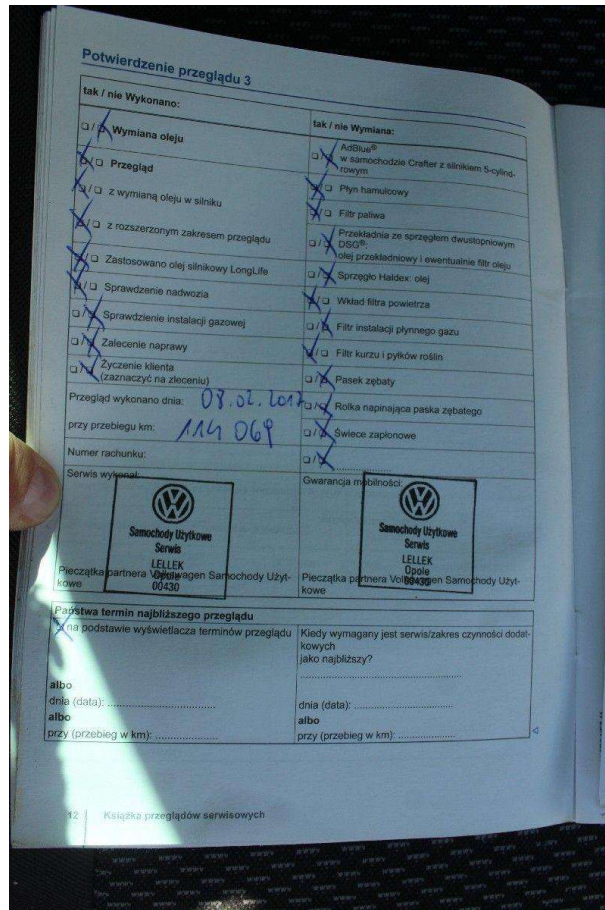 Potwierdzenie przeglądu 3
tak / nie Wykonano:
❑/❑ Wymiana oleju
❑/❑ Przegląd
❑/❑ z wymianą oleju w silniku
❑/❑ z rozszerzonym zakresem przeglądu
❑/❑ Zastosowano olej silnikowy LongLife
❑/❑ Sprawdzenie nadwozia
❑/❑ Sprawdzienie instalacji gazowej
❑/❑ Zalecenie naprawy
❑/❑ Życzenie klienta
(zaznaczyć na zleceniu)
Przegląd wykonano dnia: 08.02.2017
przy przebiegu km: 114 069
Numer rachunku:
Serwis wykonał:
Samochody Użytkowe
Serwis
LELLEK
Opole
00430
Pieczątka partnera Volkswagen Samochody Użyt-
kowe
tak / nie Wymiana:
❑/❑ AdBlue®
w samochodzie Crafter z silnikiem 5-cylind-
rowym
❑/❑ Płyn hamulcowy
❑/❑ Filtr paliwa
❑/❑ Przekładnia ze sprzęgłem dwustopniowym
DSG®:
olej przekładniowy i ewentualnie filtr oleju
❑/❑ Sprzęgło Haldex: olej
❑/❑ Wkład filtra powietrza
❑/❑ Filtr instalacji płynnego gazu
❑/❑ Filtr kurzu i pyłków roślin
❑/❑ Pasek zębaty
❑/❑ Rolka napinająca paska zębatego
❑/❑ Świece zapłonowe
❑/❑ ....................
Gwarancja mobilności:
Samochody Użytkowe
Serwis
LELLEK
Opole
00430
Pieczątka partnera Volkswagen Samochody Użyt-
kowe
Państwa termin najbliższego przeglądu
❑ na podstawie wyświetlacza terminów przeglądu
albo
dnia (data): ..........................
albo
przy (przebieg w km): ...............
Kiedy wymagany jest serwis/zakres czynności dodat-
kowych
jako najbliższy?
..........................................
dnia (data): ..........................
albo
przy (przebieg w km): ...............
12 Książka przeglądów serwisowych